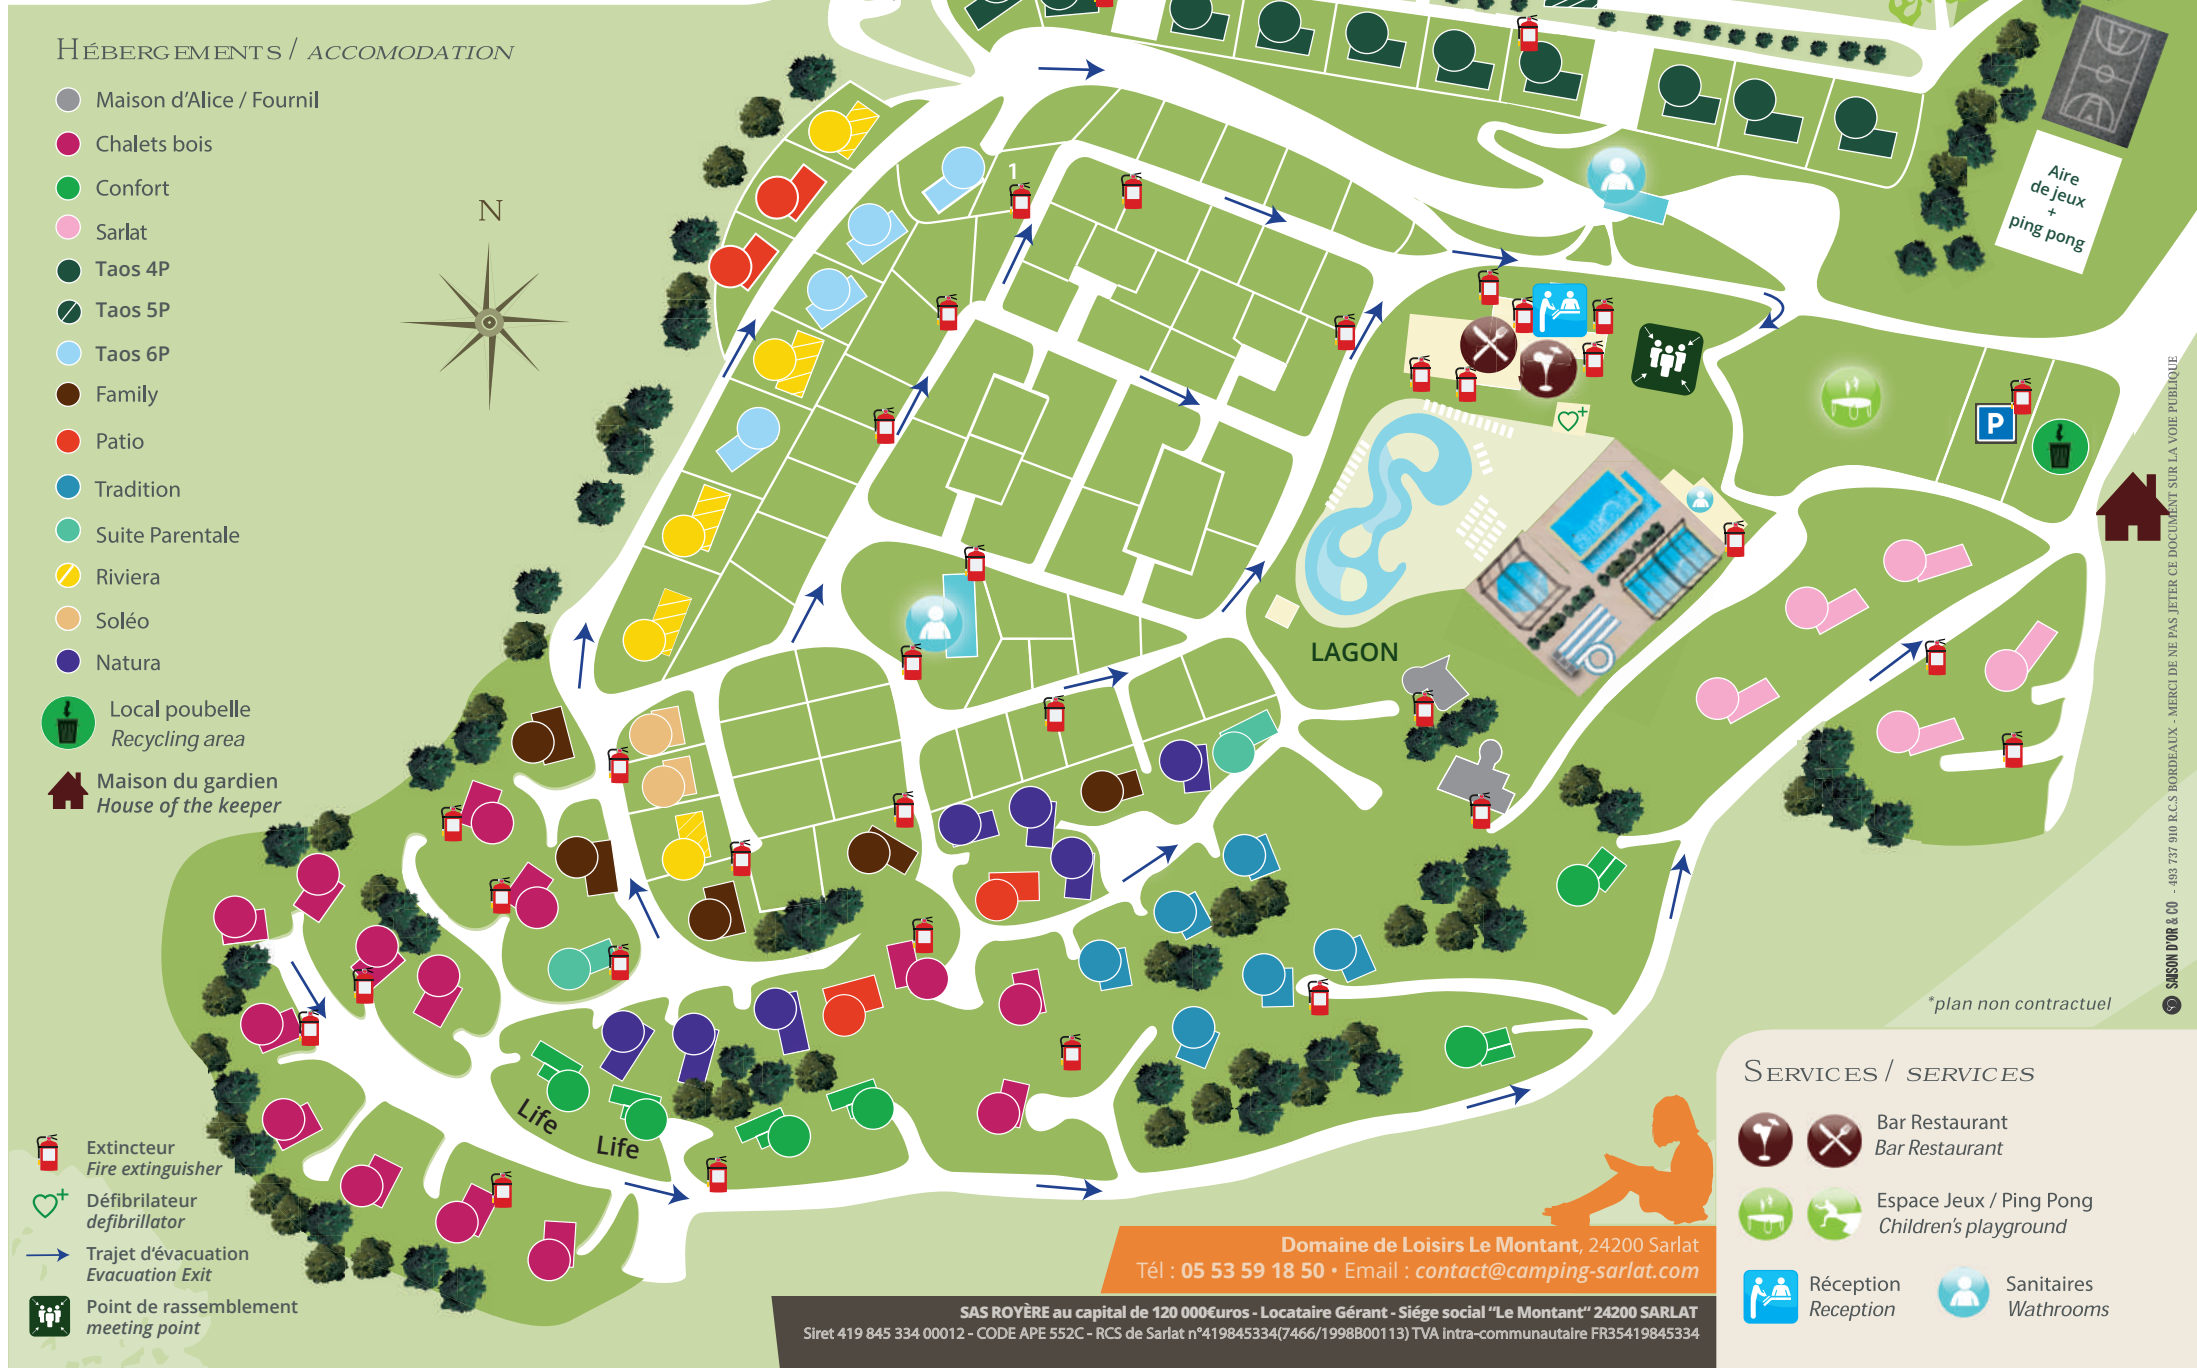 HÉBERGEMENTS / ACCOMODATION
Maison d'Alice / Fournil
Chalets bois
Confort
Sarlat
Taos 4P
Taos 5P
Taos 6P
Family
Patio
Tradition
Suite Parentale
Riviera
Soléo
Natura
Local poubelle
Recycling area
Maison du gardien
House of the keeper
N
1
Aire
de jeux
+
ping pong
P
LAGON
Life
Life
Extincteur
Fire extinguisher
Défibrilateur
defibrillator
Trajet d'évacuation
Evacuation Exit
Point de rassemblement
meeting point
*plan non contractuel
SAISON D'OR & CO - 493 737 910 R.C.S BORDEAUX - MERCI DE NE PAS JETER CE DOCUMENT SUR LA VOIE PUBLIQUE
SERVICES / SERVICES
Bar Restaurant
Bar Restaurant
Espace Jeux / Ping Pong
Children's playground
Réception
Reception
Sanitaires
Wathrooms
Domaine de Loisirs Le Montant, 24200 Sarlat
Tél : 05 53 59 18 50 • Email : contact@camping-sarlat.com
SAS ROYÈRE au capital de 120 000€uros - Locataire Gérant - Siége social "Le Montant" 24200 SARLAT
Siret 419 845 334 00012 - CODE APE 552C - RCS de Sarlat n°419845334(7466/1998B00113) TVA intra-communautaire FR35419845334